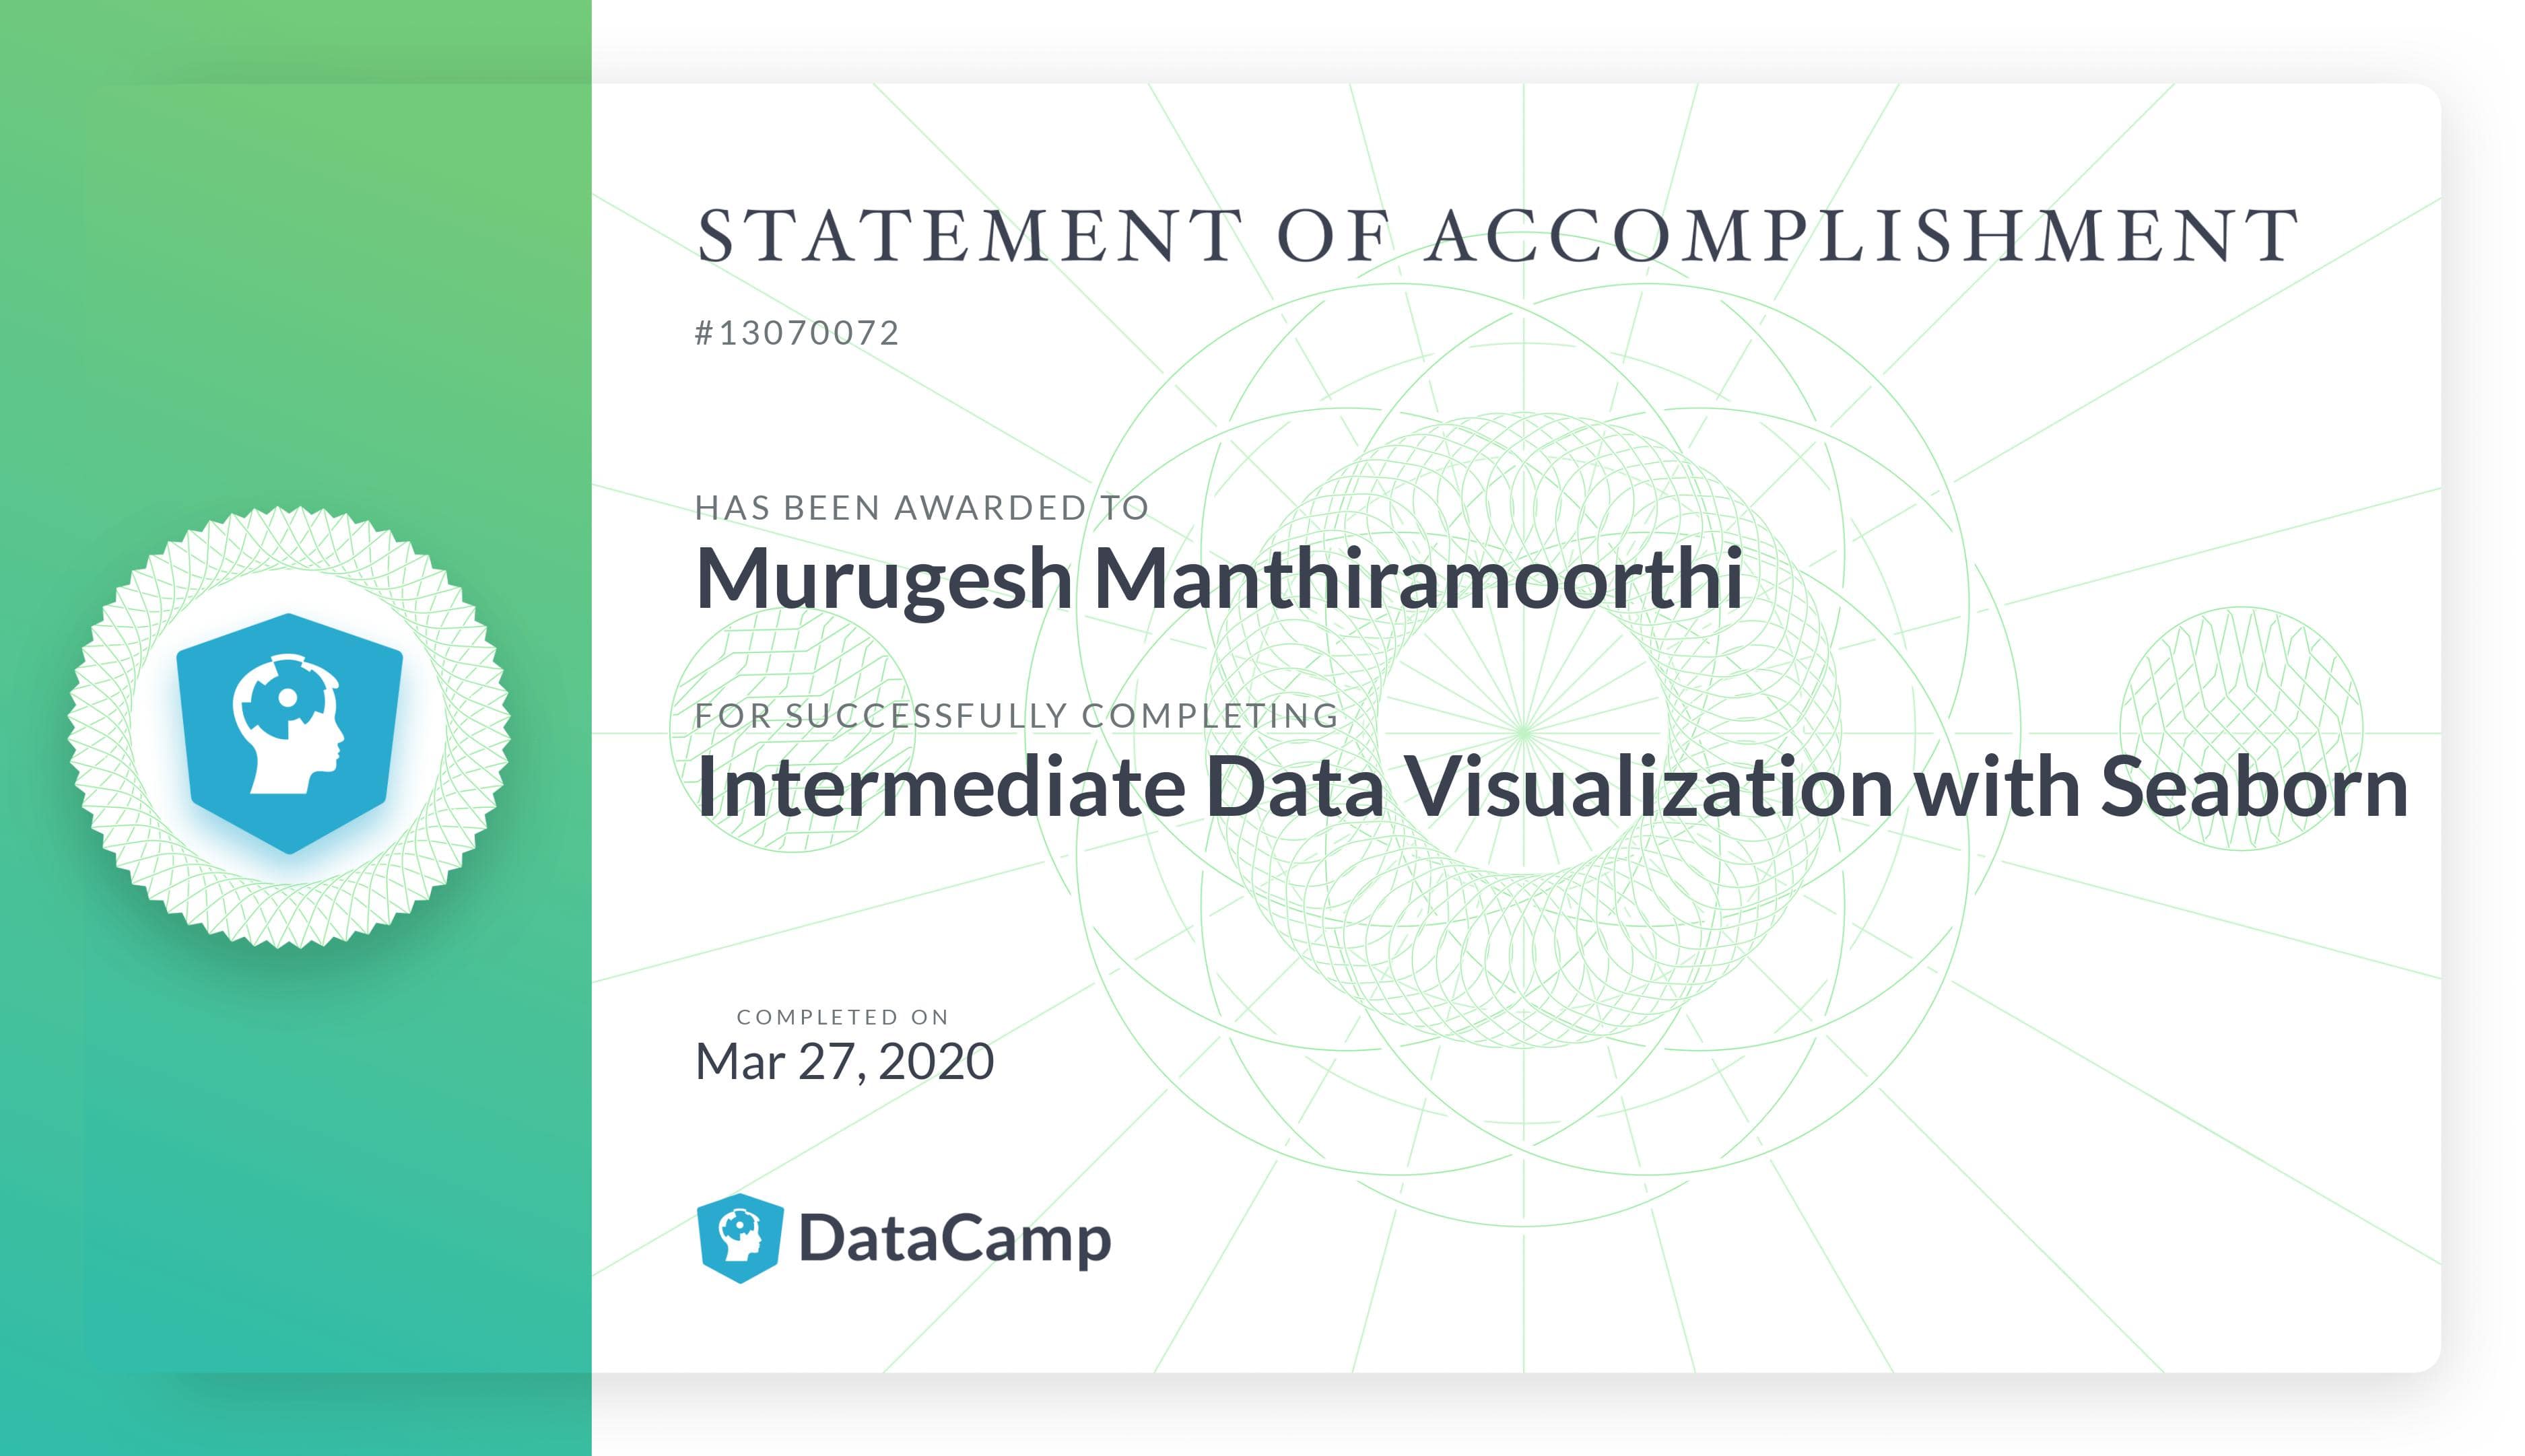 STATEMENT OF ACCOMPLISHMENT
#13070072
HAS BEEN AWARDED TO
Murugesh Manthiramoorthi
FOR SUCCESSFULLY COMPLETING
Intermediate Data Visualization with Seaborn
COMPLETED ON
Mar 27, 2020
DataCamp